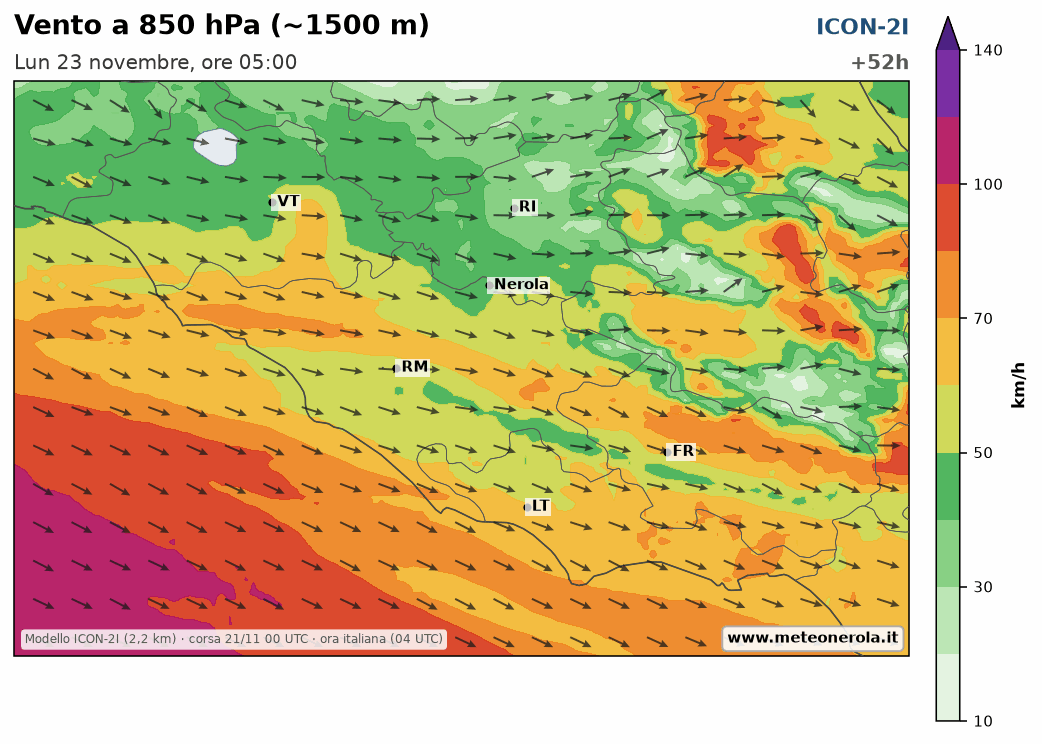 Vento a 850 hPa (~1500 m)
ICON-2I
Lun 23 novembre, ore 05:00
+52h
VT
RI
Nerola
RM
FR
LT
Modello ICON-2I (2,2 km) · corsa 21/11 00 UTC · ora italiana (04 UTC)
www.meteonerola.it
140
100
70
50
30
10
km/h